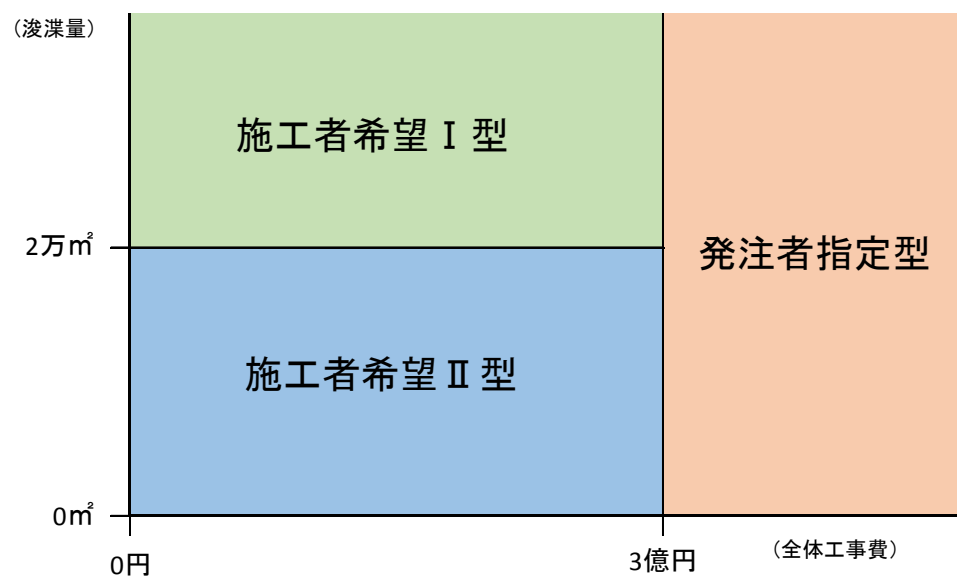 （浚渫量）
施工者希望Ⅰ型
2万㎡
発注者指定型
施工者希望Ⅱ型
0㎡
0円
3億円
（全体工事費）